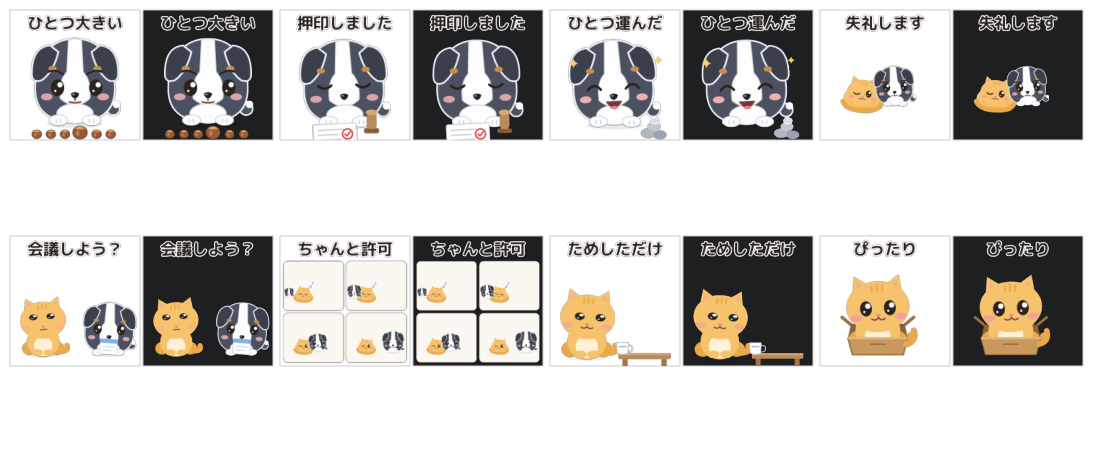 ひとつ大きい
ひとつ大きい
押印しました
押印しました
ひとつ運んだ
ひとつ運んだ
失礼します
失礼します
会議しよう?
会議しよう?
ちゃんと許可
ちゃんと許可
ためしただけ
ためしただけ
ぴったり
ぴったり